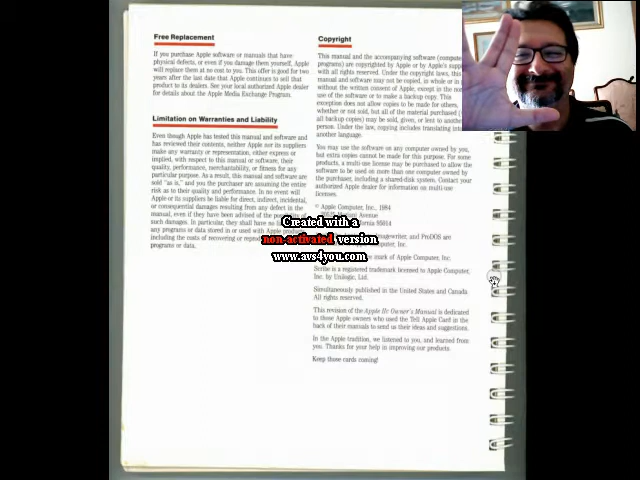 Free Replacement
If you purchase Apple software or manuals that have
physical defects, or even if you damage them yourself, Apple
will replace them at no cost to you. This offer is good for two
years after the last date that Apple continues to sell that
product to its dealers. See your local authorized Apple dealer
for details about the Apple Media Exchange Program.
Limitation on Warranties and Liability
Even though Apple has tested this manual and software and
has reviewed their contents, neither Apple nor its suppliers
make any warranty or representation, either express or
implied, with respect to this manual or software, their
quality, performance, merchantability, or fitness for any
particular purpose. As a result, this manual and software are
sold "as is," and you the purchaser are assuming the entire
risk as to their quality and performance. In no event will
Apple or its suppliers be liable for direct, indirect, incidental,
or consequential damages resulting from any defect in the
manual, even if they have been advised of the possibility of
such damages. In particular, they shall have no
any programs or data stored in or used with Apple
including the costs of recovering or
programs or data.
Copyright
This manual and the accompanying software (compute
programs) are copyrighted by Apple or by Apple's supp
with all rights reserved. Under the copyright laws, this
manual and software may not be copied, in whole or in
without the written consent of Apple, except in the nor
use of the software or to make a backup copy. This
exception does not allow copies to be made for others,
whether or not sold, but all of the material purchased
all backup copies) may be sold, given, or lent to anothe
person. Under the law, copying includes translating into
another language.
You may use the software on any computer owned by you,
but extra copies cannot be made for this purpose. For some
products, a multi-use license may be purchased to allow the
software to be used on more than one computer owned by
the purchaser, including a shared-disk system. Contact your
authorized Apple dealer for information on multi-use
licenses.
© Apple Computer, Inc., 1984
Avenue
California 95014
Imagewriter, and ProDOS are
Computer, Inc.
mark of Apple Computer, Inc.
Scribe is a registered trademark licensed to Apple Computer,
Inc. by Unilogic, Ltd.
Simultaneously published in the United States and Canada.
All rights reserved.
This revision of the Apple IIc Owner's Manual is dedicated
to those Apple owners who used the Tell Apple Card in the
back of their manuals to send us their ideas and suggestions.
In the Apple tradition, we listened to you, and learned from
you. Thanks for your help in improving our products.
Keep those cards coming!
Created with a
non-activated version
www.avs4you.com